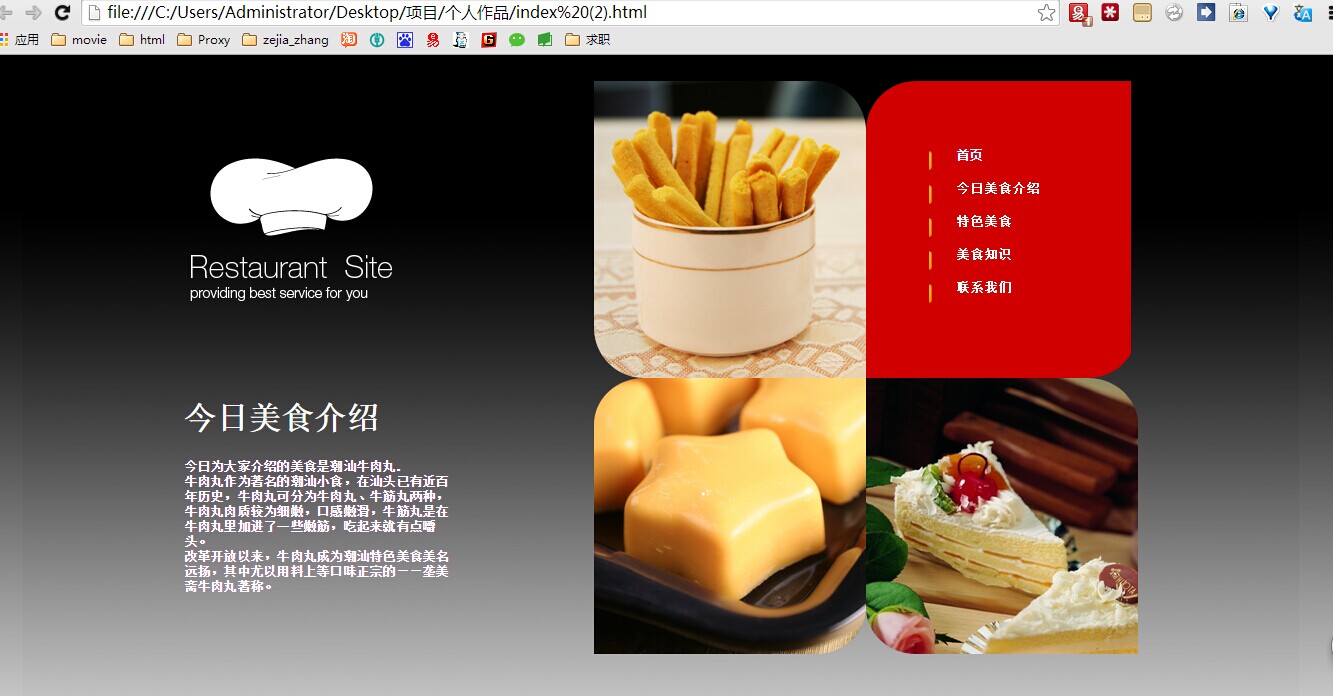 file:///C:/Users/Administrator/Desktop/项目/个人作品/index%20(2).html
应用 movie html Proxy zejia_zhang 淘 易 G 求职
首页
今日美食介绍
特色美食
美食知识
联系我们
Restaurant Site
providing best service for you
今日美食介绍
今日为大家介绍的美食是潮汕牛肉丸。
牛肉丸作为著名的潮汕小食，在汕头已有近百
年历史，牛肉丸可分为牛肉丸、牛筋丸两种，
牛肉丸肉质较为细嫩，口感嫩滑，牛筋丸是在
牛肉丸里加进了一些嫩筋，吃起来就有点嚼
头。
改革开放以来，牛肉丸成为潮汕特色美食美名
远扬，其中尤以用料上等口味正宗的－－垄美
斋牛肉丸著称。